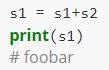 s1 = s1+s2
print(s1)
# foobar